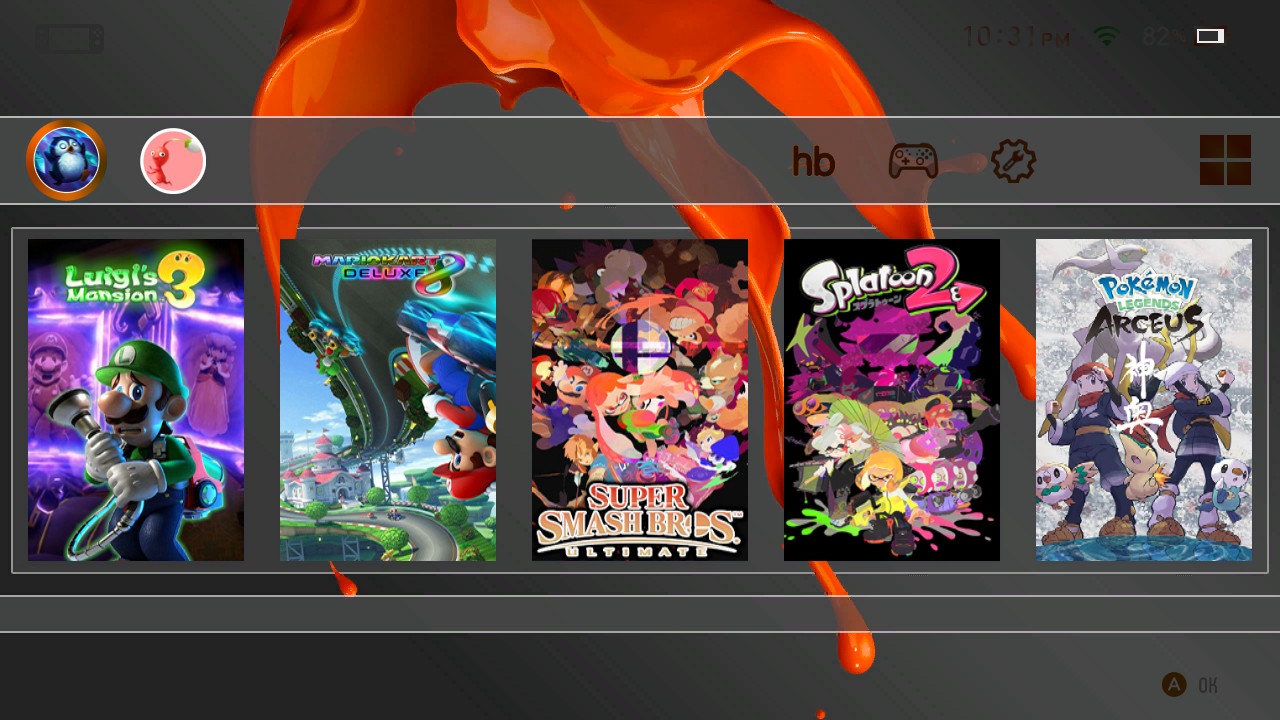 10:31PM 82%
hb
Luigi's
Mansion 3
MARIOKART 8
DELUXE
SUPER
SMASH BROS.™
ULTIMATE
Splatoon 2
スプラトゥーン
POKÉMON
LEGENDS
ARCEUS
神奥
A OK